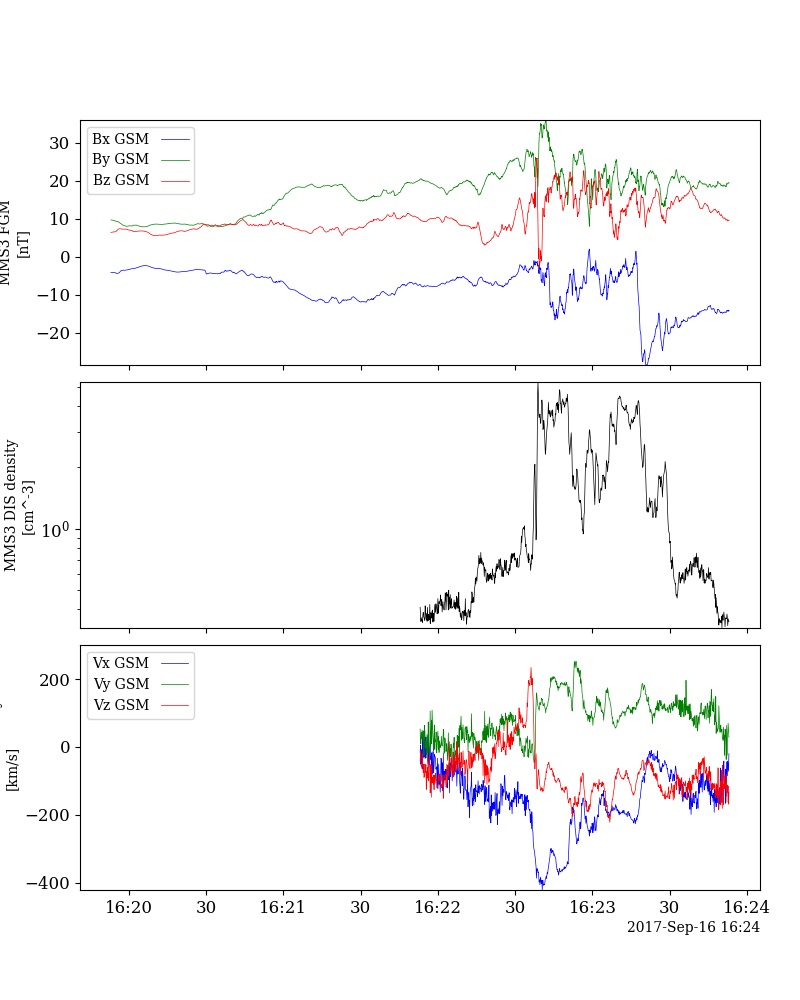 30
20
10
0
−10
−20
MMS3 FGM
[nT]
Bx GSM
By GSM
Bz GSM
10^0
MMS3 DIS density
[cm^-3]
200
0
−200
−400
[km/s]
Vx GSM
Vy GSM
Vz GSM
16:20 30 16:21 30 16:22 30 16:23 30 16:24
2017-Sep-16 16:24